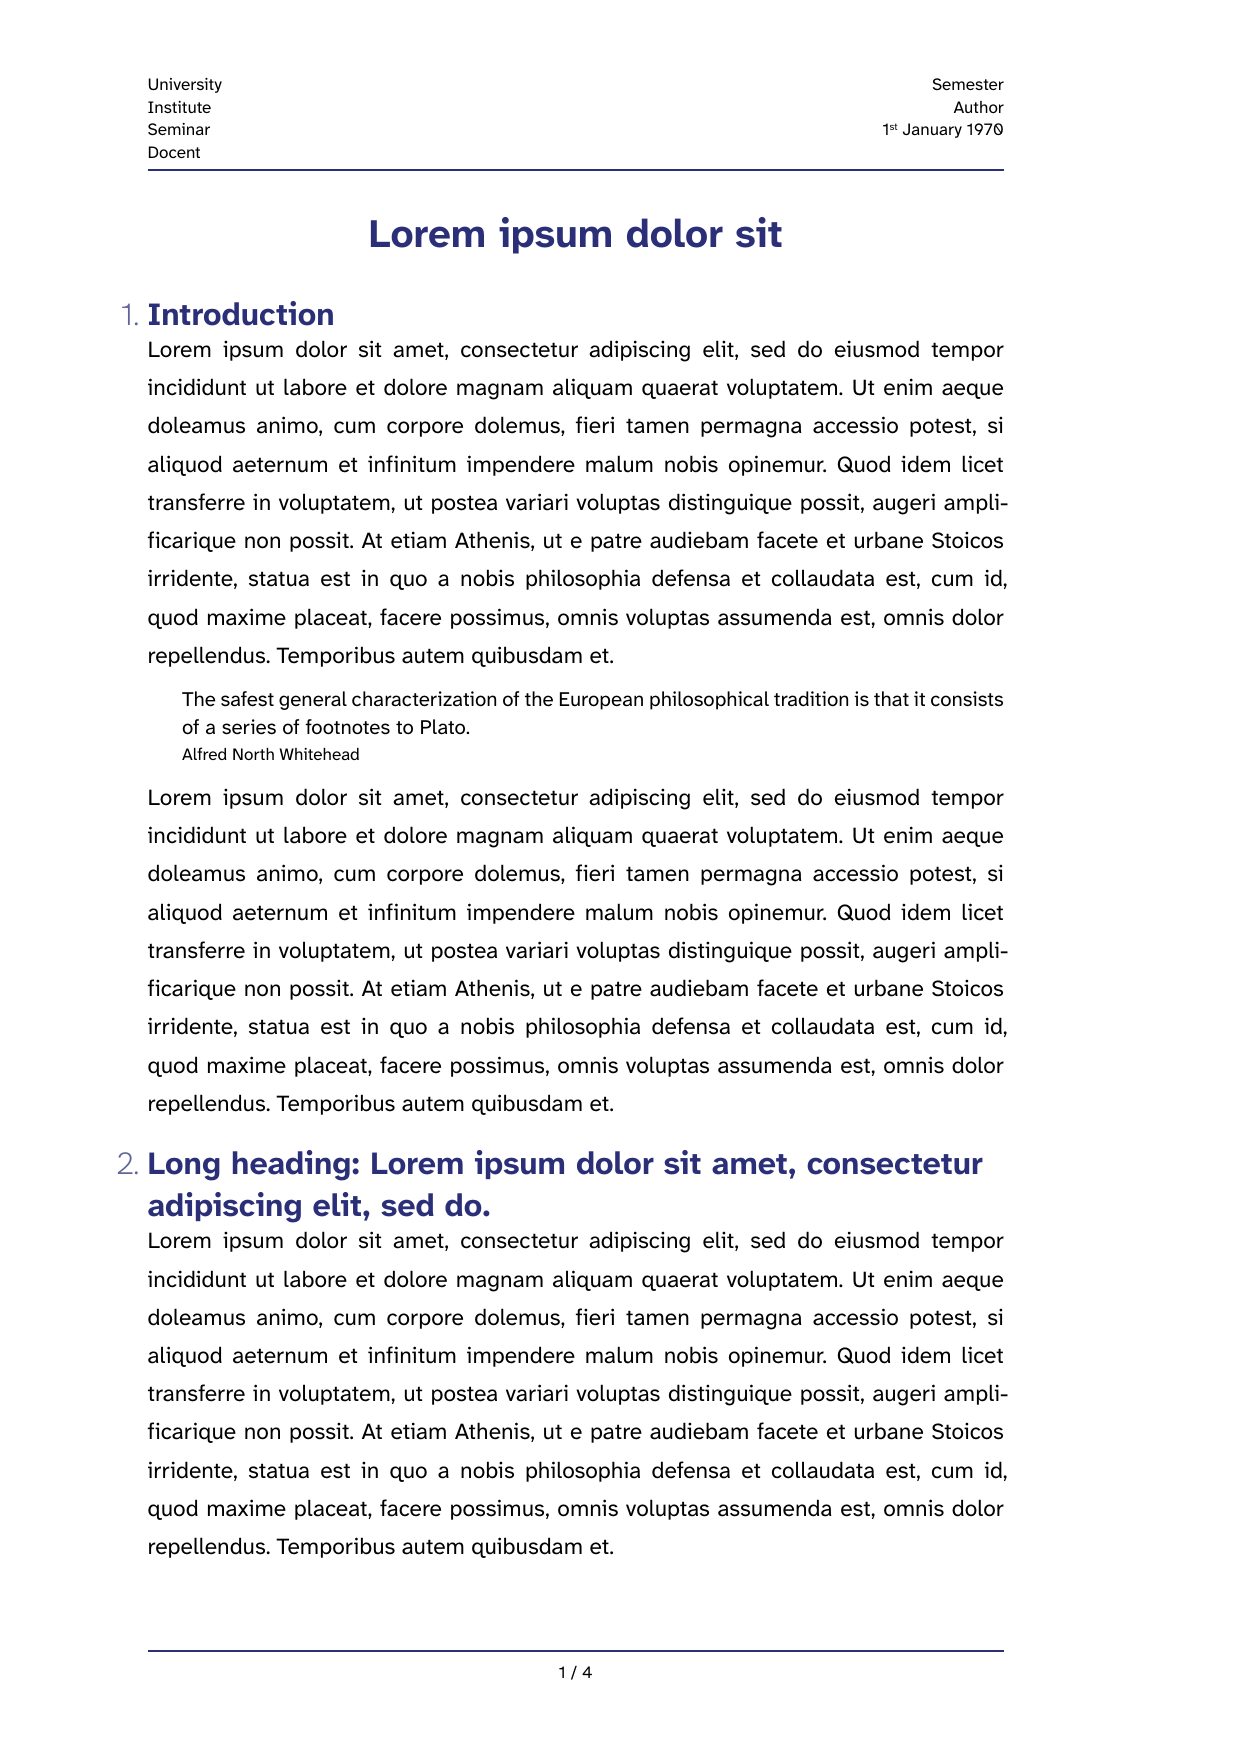 University
Institute
Seminar
Docent
Semester
Author
1st January 1970
Lorem ipsum dolor sit
1. Introduction
Lorem ipsum dolor sit amet, consectetur adipiscing elit, sed do eiusmod tempor
incididunt ut labore et dolore magnam aliquam quaerat voluptatem. Ut enim aeque
doleamus animo, cum corpore dolemus, fieri tamen permagna accessio potest, si
aliquod aeternum et infinitum impendere malum nobis opinemur. Quod idem licet
transferre in voluptatem, ut postea variari voluptas distinguique possit, augeri ampli-
ficarique non possit. At etiam Athenis, ut e patre audiebam facete et urbane Stoicos
irridente, statua est in quo a nobis philosophia defensa et collaudata est, cum id,
quod maxime placeat, facere possimus, omnis voluptas assumenda est, omnis dolor
repellendus. Temporibus autem quibusdam et.
The safest general characterization of the European philosophical tradition is that it consists
of a series of footnotes to Plato.
Alfred North Whitehead
Lorem ipsum dolor sit amet, consectetur adipiscing elit, sed do eiusmod tempor
incididunt ut labore et dolore magnam aliquam quaerat voluptatem. Ut enim aeque
doleamus animo, cum corpore dolemus, fieri tamen permagna accessio potest, si
aliquod aeternum et infinitum impendere malum nobis opinemur. Quod idem licet
transferre in voluptatem, ut postea variari voluptas distinguique possit, augeri ampli-
ficarique non possit. At etiam Athenis, ut e patre audiebam facete et urbane Stoicos
irridente, statua est in quo a nobis philosophia defensa et collaudata est, cum id,
quod maxime placeat, facere possimus, omnis voluptas assumenda est, omnis dolor
repellendus. Temporibus autem quibusdam et.
2. Long heading: Lorem ipsum dolor sit amet, consectetur
adipiscing elit, sed do.
Lorem ipsum dolor sit amet, consectetur adipiscing elit, sed do eiusmod tempor
incididunt ut labore et dolore magnam aliquam quaerat voluptatem. Ut enim aeque
doleamus animo, cum corpore dolemus, fieri tamen permagna accessio potest, si
aliquod aeternum et infinitum impendere malum nobis opinemur. Quod idem licet
transferre in voluptatem, ut postea variari voluptas distinguique possit, augeri ampli-
ficarique non possit. At etiam Athenis, ut e patre audiebam facete et urbane Stoicos
irridente, statua est in quo a nobis philosophia defensa et collaudata est, cum id,
quod maxime placeat, facere possimus, omnis voluptas assumenda est, omnis dolor
repellendus. Temporibus autem quibusdam et.
1 / 4